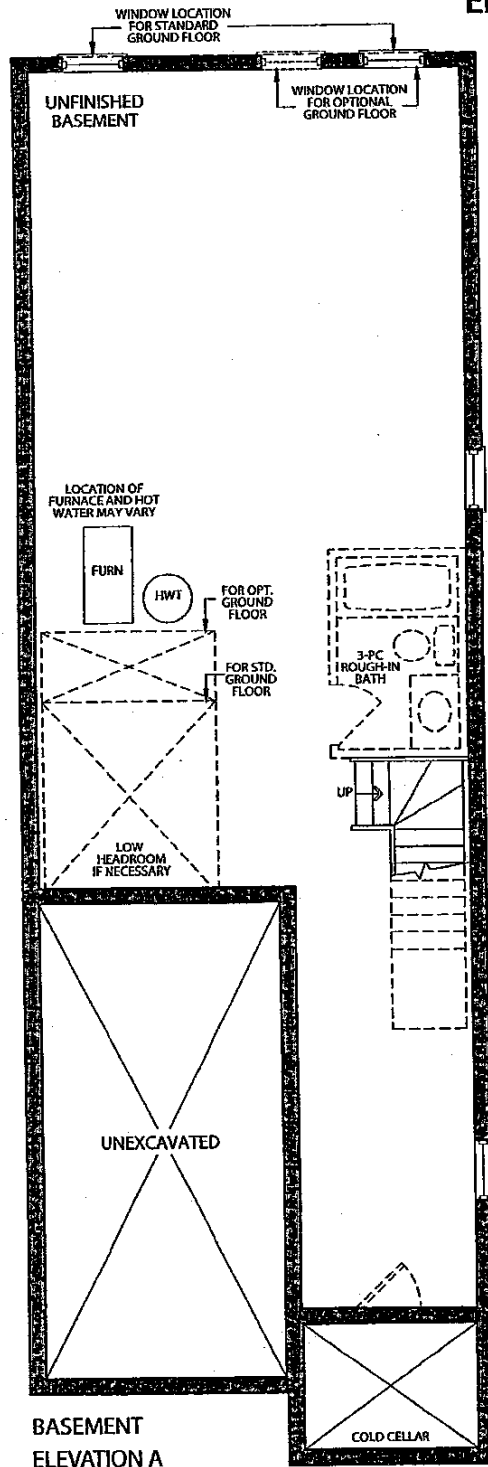 WINDOW LOCATION
FOR STANDARD
GROUND FLOOR
UNFINISHED
BASEMENT
WINDOW LOCATION
FOR OPTIONAL
GROUND FLOOR
LOCATION OF
FURNACE AND HOT
WATER MAY VARY
FURN
HWT
FOR OPT.
GROUND
FLOOR
FOR STD.
GROUND
FLOOR
3-PC
ROUGH-IN
BATH
UP
LOW
HEADROOM
IF NECESSARY
UNEXCAVATED
COLD CELLAR
BASEMENT
ELEVATION A